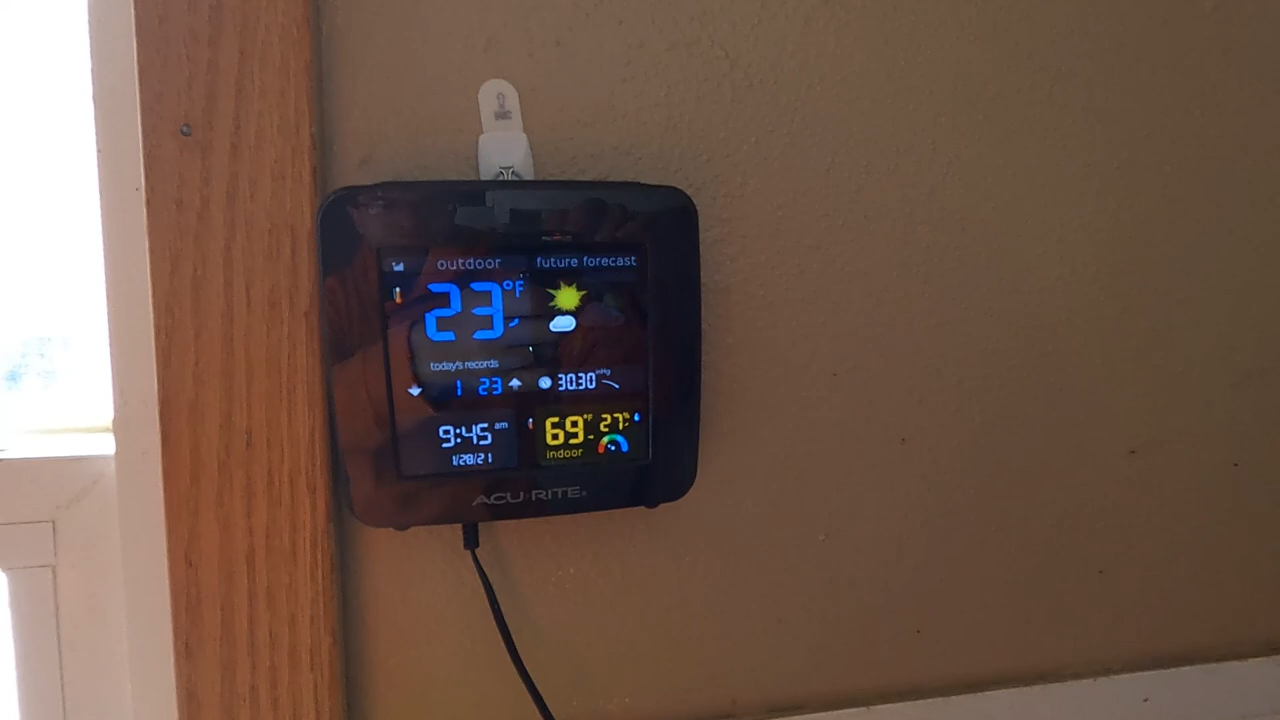 outdoor future forecast
23°F
today's records
1 23 30.30 inHg
9:45 am 69°F 27%
1/28/21 indoor
ACU·RITE®